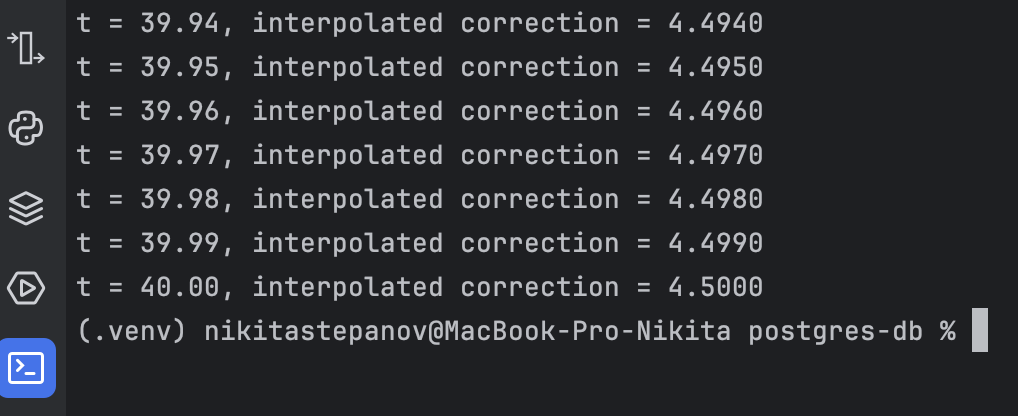 t = 39.94, interpolated correction = 4.4940
t = 39.95, interpolated correction = 4.4950
t = 39.96, interpolated correction = 4.4960
t = 39.97, interpolated correction = 4.4970
t = 39.98, interpolated correction = 4.4980
t = 39.99, interpolated correction = 4.4990
t = 40.00, interpolated correction = 4.5000
(.venv) nikitastepanov@MacBook-Pro-Nikita postgres-db %